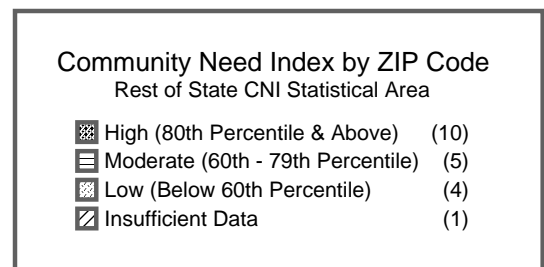 Community Need Index by ZIP Code
Rest of State CNI Statistical Area
High (80th Percentile & Above) (10)
Moderate (60th - 79th Percentile) (5)
Low (Below 60th Percentile) (4)
Insufficient Data (1)